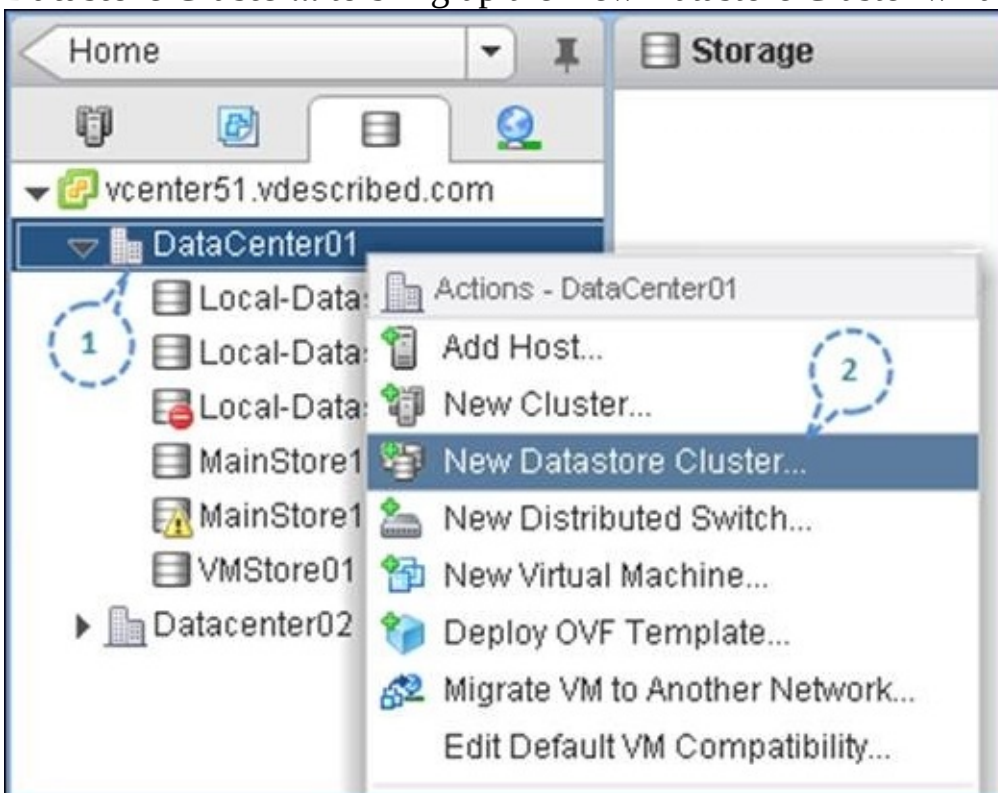 Home
Storage
vcenter51.vdescribed.com
DataCenter01
Actions - DataCenter01
Local-Data
1
Add Host...
Local-Data
2
New Cluster...
Local-Data
New Datastore Cluster...
MainStore1
New Distributed Switch...
MainStore1
New Virtual Machine...
VMStore01
Deploy OVF Template...
Datacenter02
Migrate VM to Another Network...
Edit Default VM Compatibility...